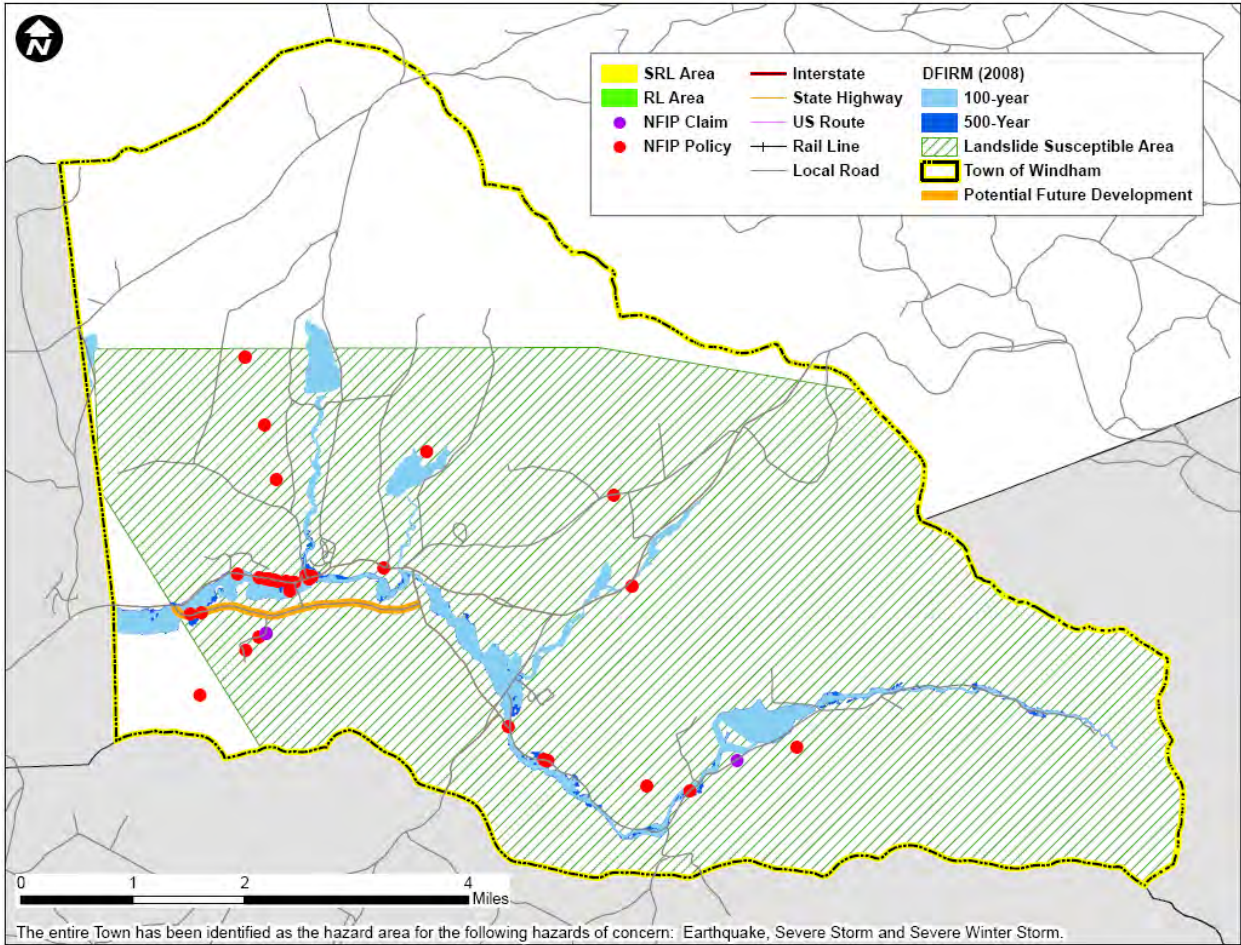 N
SRL Area
RL Area
NFIP Claim
NFIP Policy
Interstate
State Highway
US Route
Rail Line
Local Road
DFIRM (2008)
100-year
500-Year
Landslide Susceptible Area
Town of Windham
Potential Future Development
0 1 2 4
Miles
The entire Town has been identified as the hazard area for the following hazards of concern: Earthquake, Severe Storm and Severe Winter Storm.